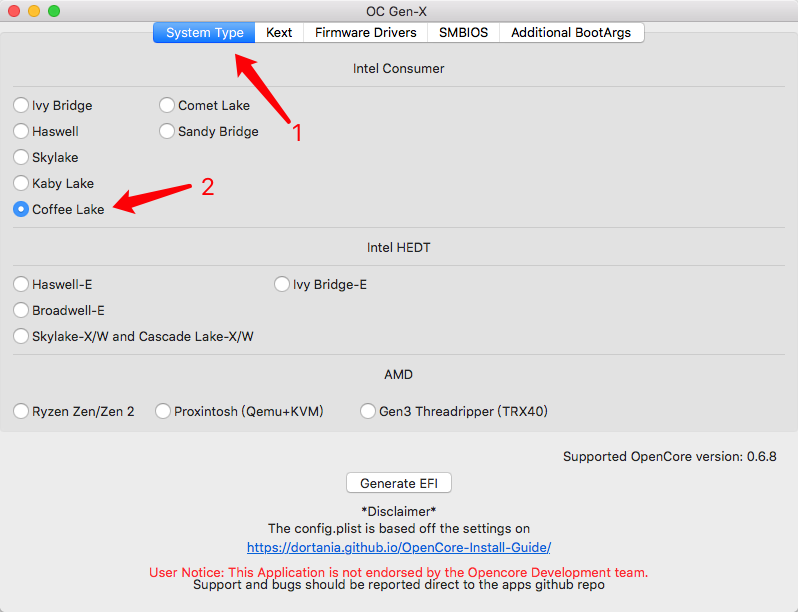 OC Gen-X
System Type Kext Firmware Drivers SMBIOS Additional BootArgs
1
Intel Consumer
Ivy Bridge Comet Lake
Haswell Sandy Bridge
Skylake
Kaby Lake
2
Coffee Lake
Intel HEDT
Haswell-E Ivy Bridge-E
Broadwell-E
Skylake-X/W and Cascade Lake-X/W
AMD
Ryzen Zen/Zen 2 Proxintosh (Qemu+KVM) Gen3 Threadripper (TRX40)
Supported OpenCore version: 0.6.8
Generate EFI
*Disclaimer*
The config.plist is based off the settings on
https://dortania.github.io/OpenCore-Install-Guide/
User Notice: This Application is not endorsed by the Opencore Development team.
Support and bugs should be reported direct to the apps github repo